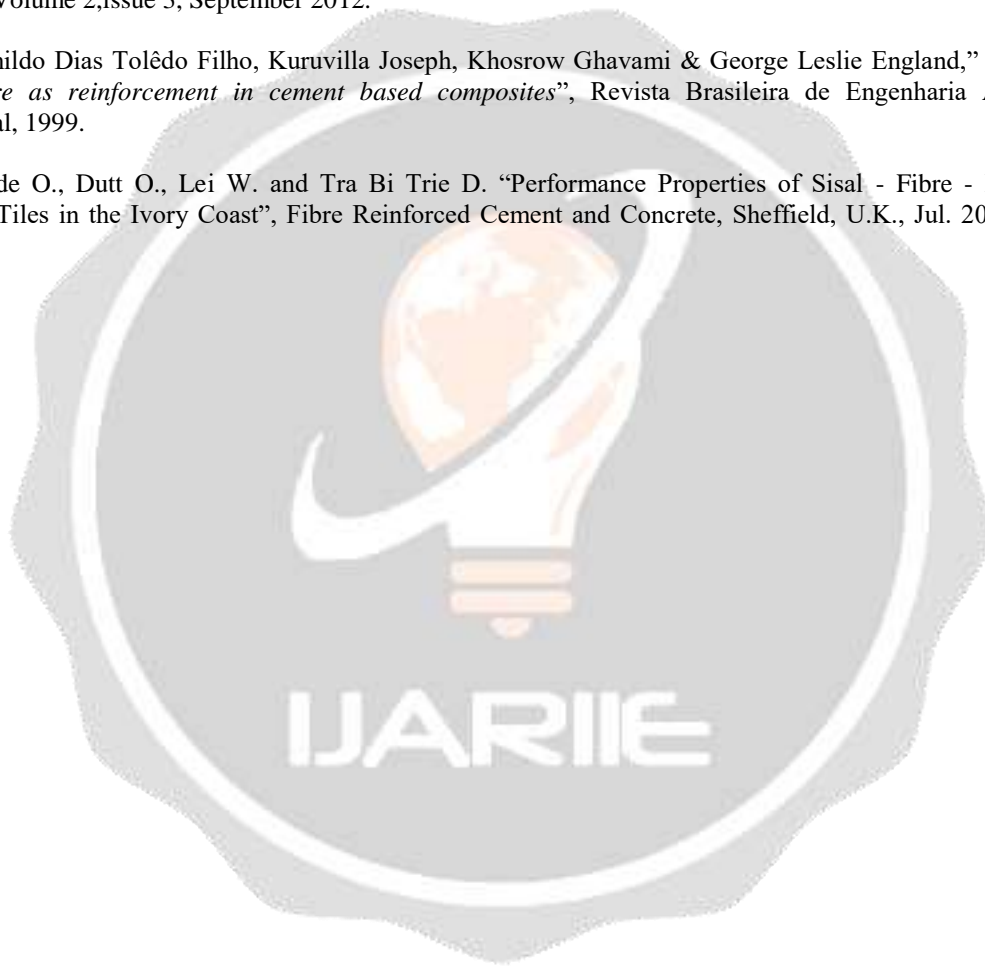 Volume 2,Issue 3, September 2012.
nildo Dias Tolêdo Filho, Kuruvilla Joseph, Khosrow Ghavami & George Leslie England,”
re as reinforcement in cement based composites”, Revista Brasileira de Engenharia
al, 1999.
de O., Dutt O., Lei W. and Tra Bi Trie D. “Performance Properties of Sisal - Fibre -
Tiles in the Ivory Coast”, Fibre Reinforced Cement and Concrete, Sheffield, U.K., Jul. 20
IJARIIE